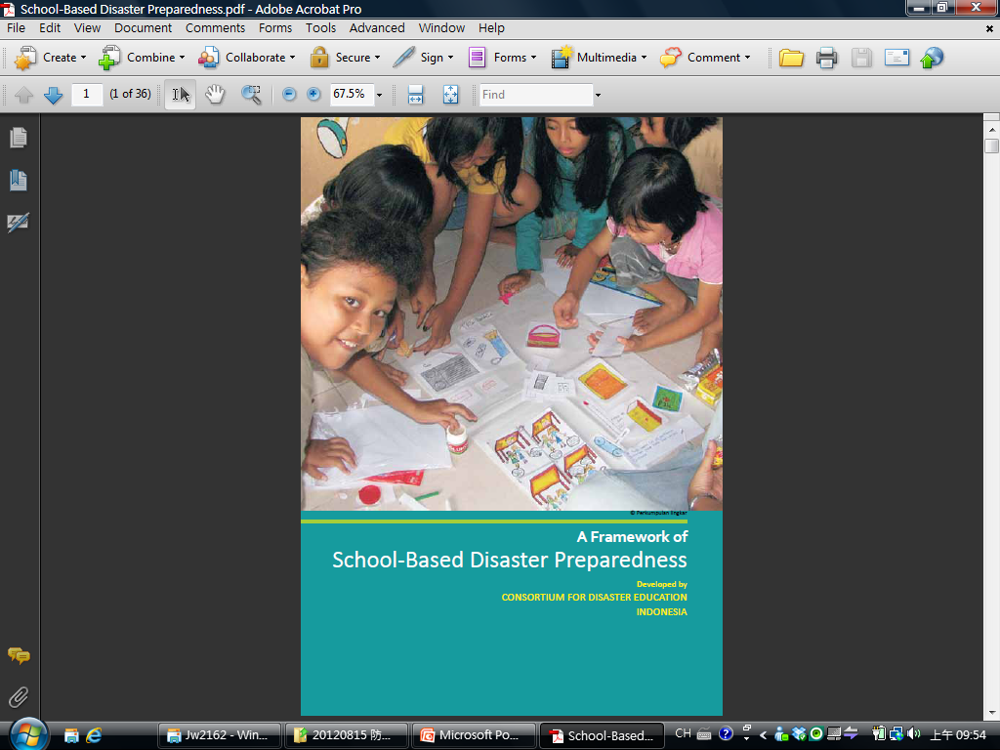 School-Based Disaster Preparedness.pdf - Adobe Acrobat Pro
File Edit View Document Comments Forms Tools Advanced Window Help
Create Combine Collaborate Secure Sign Forms Multimedia Comment
1 (1 of 36) 67.5% Find
© Perkumpulan lingkar
A Framework of
School-Based Disaster Preparedness
Developed by
CONSORTIUM FOR DISASTER EDUCATION
INDONESIA
Jw2162 - Win... 20120815 防... Microsoft Po... School-Based... CH 上午 09:54